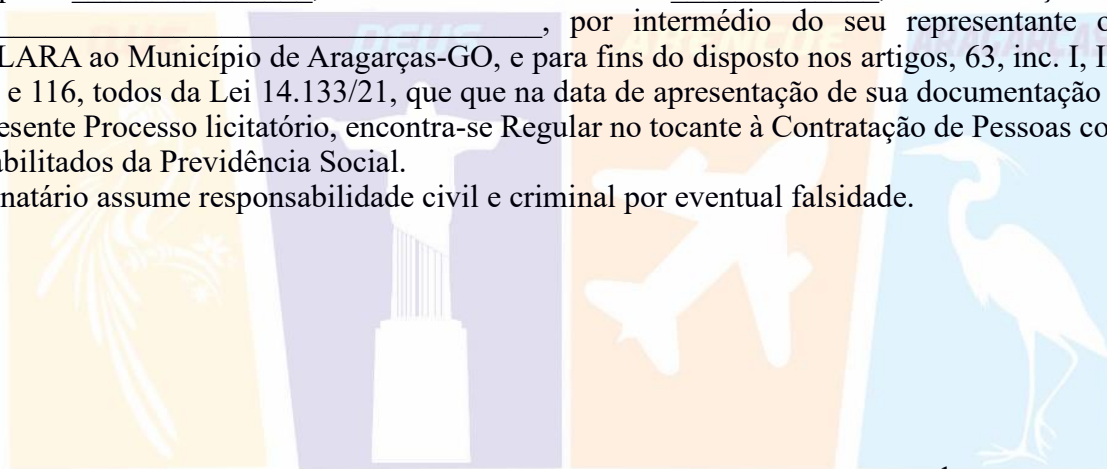 , por intermédio do seu representante
LARA ao Município de Aragarças-GO, e para fins do disposto nos artigos, 63, inc. I,
e 116, todos da Lei 14.133/21, que que na data de apresentação de sua documentação
esente Processo licitatório, encontra-se Regular no tocante à Contratação de Pessoas
abilitados da Previdência Social.
natário assume responsabilidade civil e criminal por eventual falsidade.